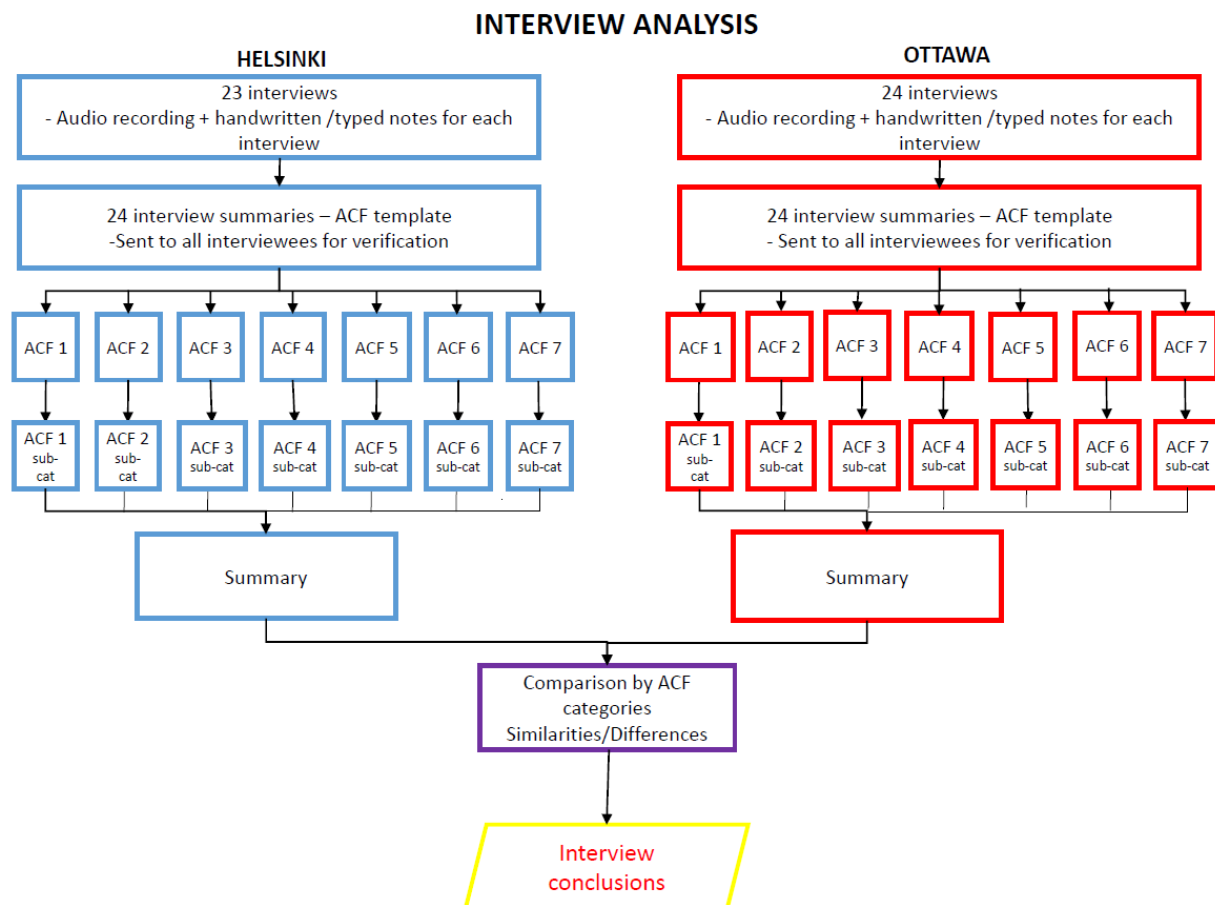 INTERVIEW ANALYSIS
HELSINKI
23 interviews
- Audio recording + handwritten /typed notes for each
interview
24 interview summaries – ACF template
-Sent to all interviewees for verification
ACF 1
ACF 2
ACF 3
ACF 4
ACF 5
ACF 6
ACF 7
ACF 1
sub-
cat
ACF 2
sub-
cat
ACF 3
sub-cat
ACF 4
sub-cat
ACF 5
sub-cat
ACF 6
sub-cat
ACF 7
sub-cat
Summary
OTTAWA
24 interviews
- Audio recording + handwritten /typed notes for each
interview
24 interview summaries – ACF template
- Sent to all interviewees for verification
ACF 1
ACF 2
ACF 3
ACF 4
ACF 5
ACF 6
ACF 7
ACF 1
sub-
cat
ACF 2
sub-cat
ACF 3
sub-cat
ACF 4
sub-cat
ACF 5
sub-cat
ACF 6
sub-cat
ACF 7
sub-cat
Summary
Comparison by ACF
categories
Similarities/Differences
Interview
conclusions